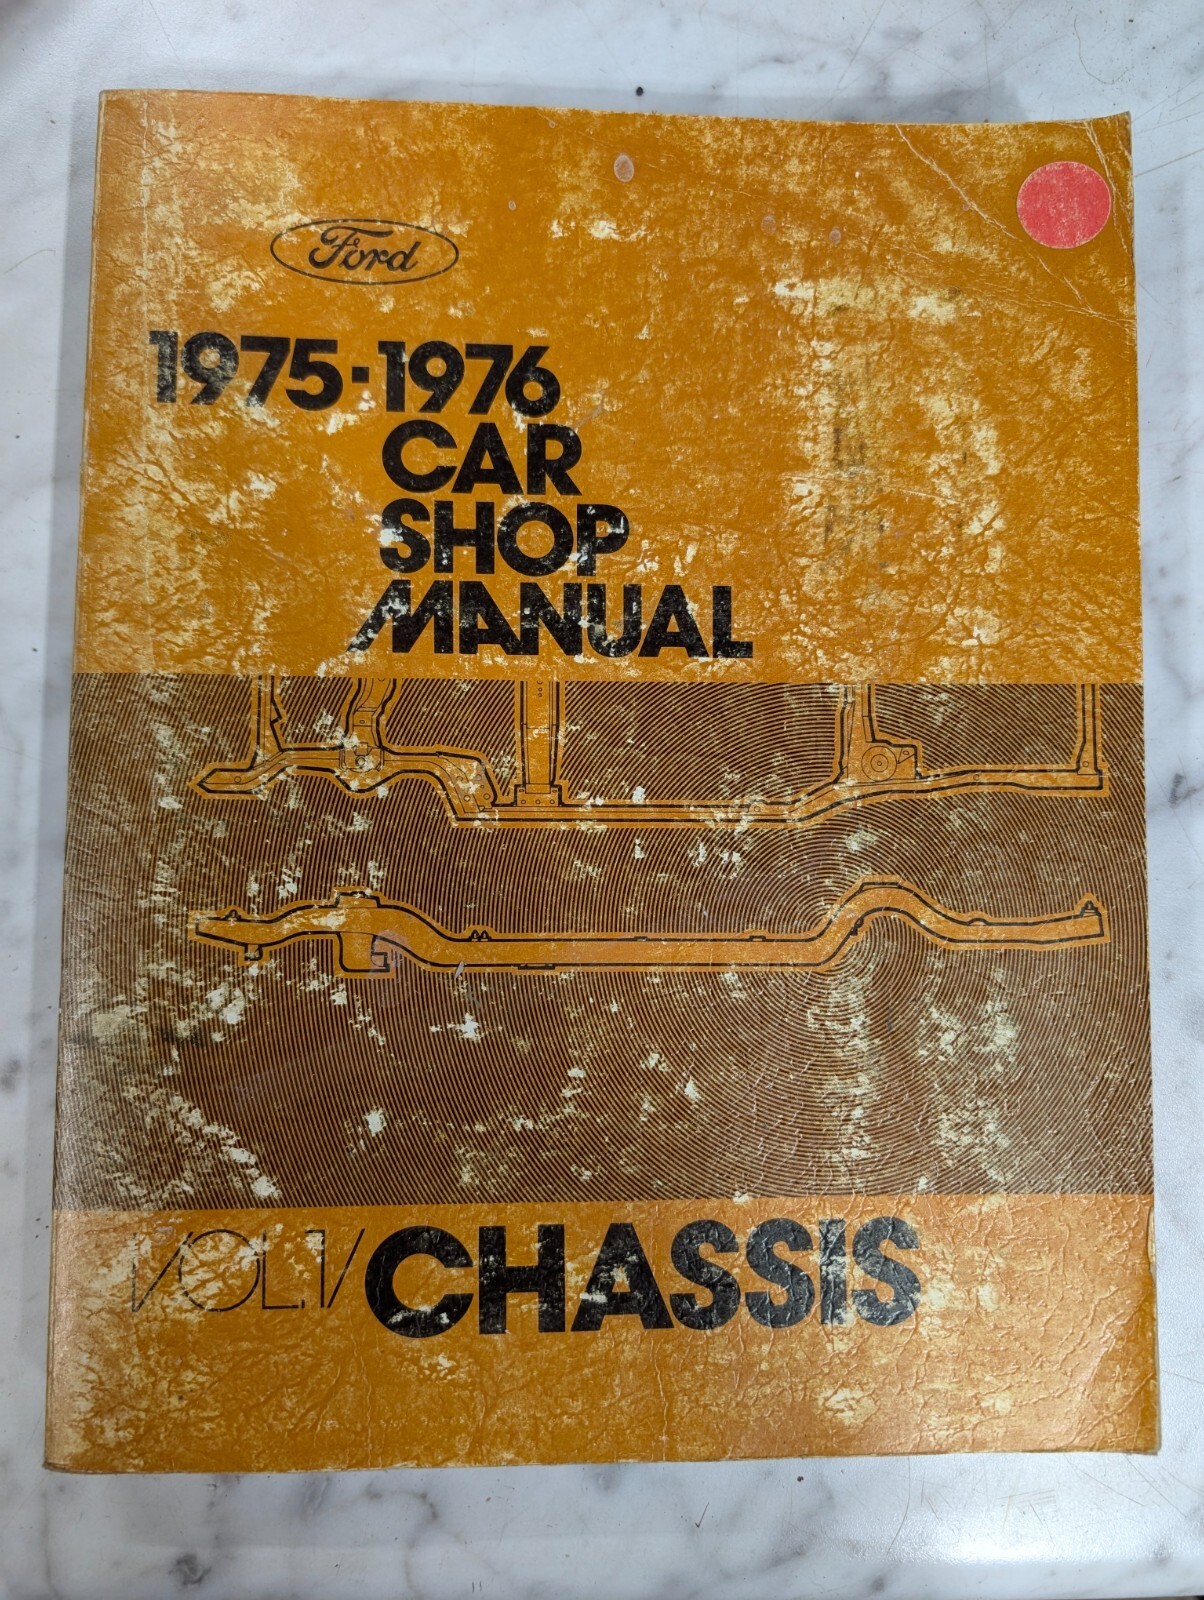 Ford
1975-1976
CAR
SHOP
MANUAL
VOL.1/CHASSIS